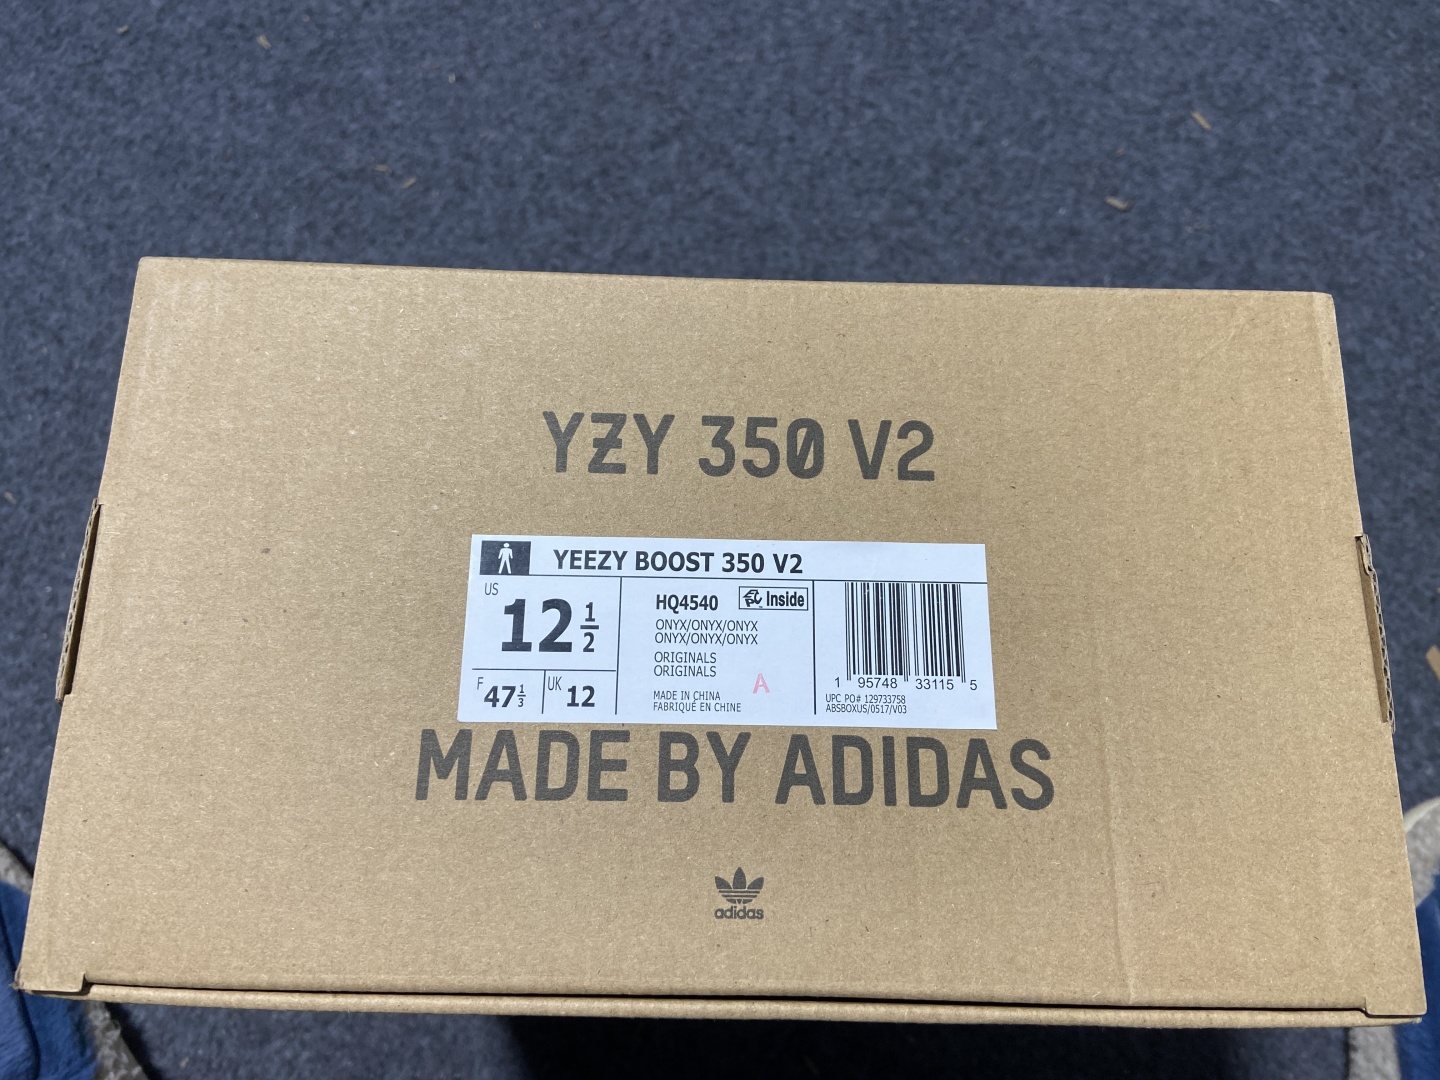 YZY 350 V2
YEEZY BOOST 350 V2
US
12 1/2
F 47 1/3
UK 12
HQ4540
Inside
ONYX/ONYX/ONYX
ONYX/ONYX/ONYX
ORIGINALS
ORIGINALS
MADE IN CHINA
FABRIQUÉ EN CHINE
A
1 95748 33115 5
UPC PO# 129733758
ABSBOXUS/0517/V03
MADE BY ADIDAS
adidas